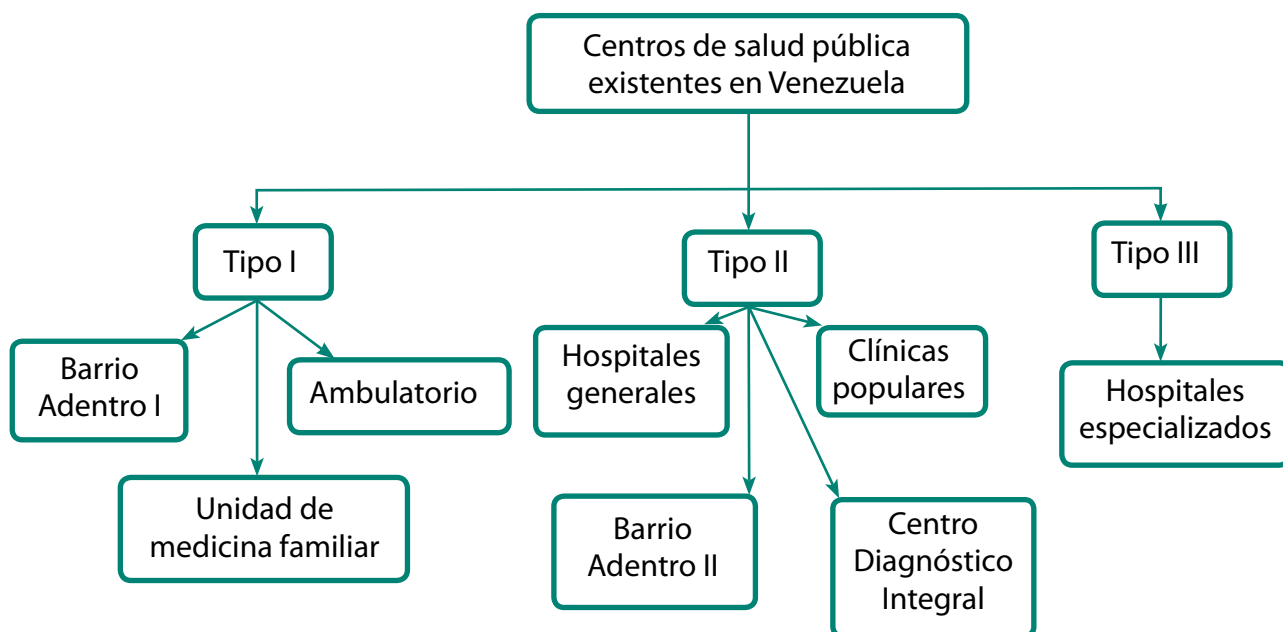 Centros de salud pública
existentes en Venezuela
Tipo I
Tipo II
Tipo III
Barrio
Adentro I
Ambulatorio
Unidad de
medicina familiar
Hospitales
generales
Clínicas
populares
Barrio
Adentro II
Centro
Diagnóstico
Integral
Hospitales
especializados